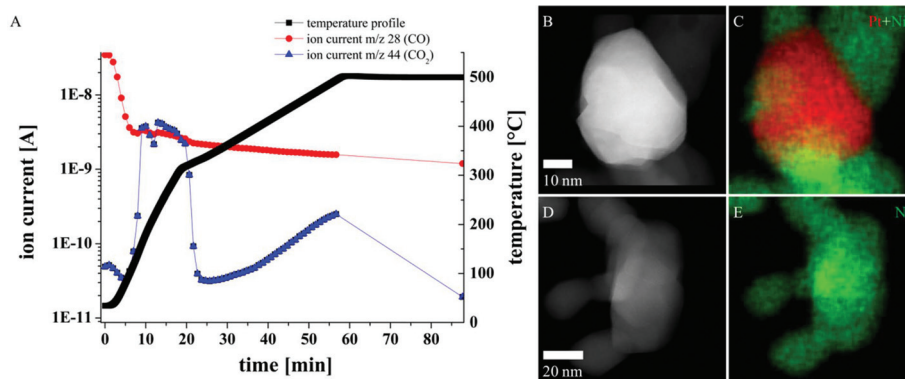 A
temperature profile
ion current m/z 28 (CO)
ion current m/z 44 (CO₂)
1E-8
1E-9
1E-10
1E-11
ion current [A]
0
10
20
30
40
50
60
70
80
time [min]
500
400
300
200
100
0
temperature [°C]
B
10 nm
C
Pt+Ni
D
20 nm
E